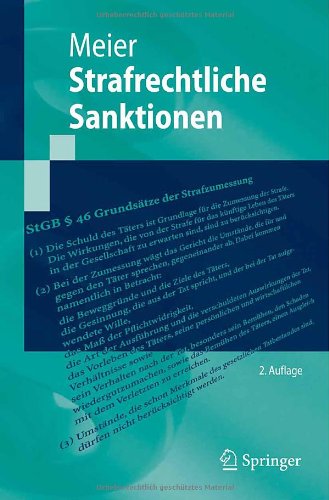 Urheberrechtlich geschütztes Material
Meier
Strafrechtliche
Sanktionen
StGB § 46 Grundsätze der Strafzumessung
(1) Die Schuld des Täters ist Grundlage für die Zumessung der Strafe.
Die Wirkungen, die von der Strafe für das künftige Leben des Täters
in der Gesellschaft zu erwarten sind, sind zu berücksichtigen.
(2) Bei der Zumessung wägt das Gericht die Umstände, die für und
gegen den Täter sprechen, gegeneinander ab. Dabei kommen
namentlich in Betracht:
die Beweggründe und die Ziele des Täters,
die Gesinnung, die aus der Tat spricht, und der bei der Tat aufge-
wendete Wille,
das Maß der Pflichtwidrigkeit,
die Art der Ausführung und die verschuldeten Auswirkungen der Tat,
das Vorleben des Täters, seine persönlichen und wirtschaftlichen
Verhältnisse sowie
sein Verhalten nach der Tat, besonders sein Bemühen, den Schaden
wiedergutzumachen, sowie das Bemühen des Täters, einen Ausgleich
mit dem Verletzten zu erreichen.
(3) Umstände, die schon Merkmale des gesetzlichen Tatbestandes sind,
dürfen nicht berücksichtigt werden.
2. Auflage
Springer
Urheberrechtlich geschütztes Material